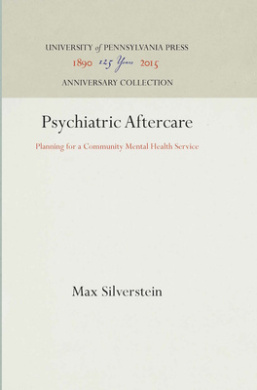 UNIVERSITY of PENNSYLVANIA PRESS
1890 125 Years 2015
ANNIVERSARY COLLECTION
Psychiatric Aftercare
Planning for a Community Mental Health Service
Max Silverstein